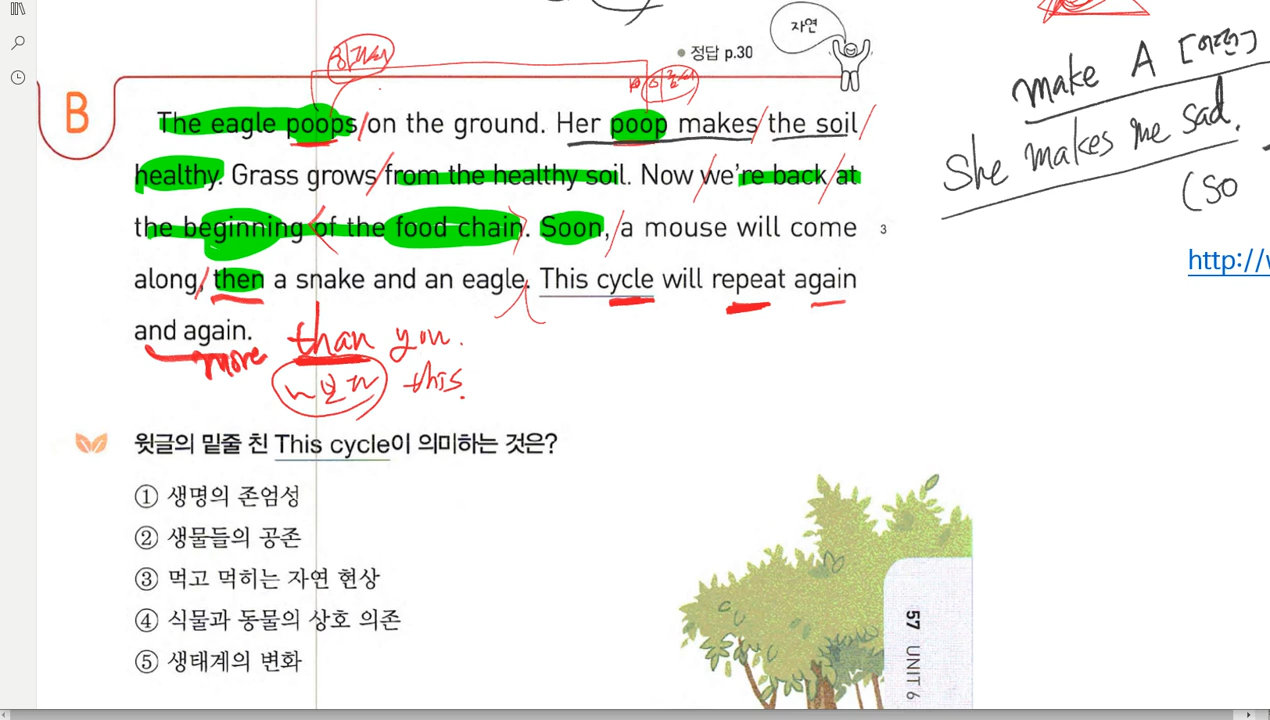 자연
정답 p.30
B
The eagle poops on the ground. Her poop makes the soil
healthy. Grass grows from the healthy soil. Now we're back at
the beginning of the food chain. Soon, a mouse will come
3
along, then a snake and an eagle. This cycle will repeat again
and again.
more than you.
this.
make A
She makes me sad.
(so
http://
윗글의 밑줄 친 This cycle이 의미하는 것은?
① 생명의 존엄성
② 생물들의 공존
③ 먹고 먹히는 자연 현상
④ 식물과 동물의 상호 의존
⑤ 생태계의 변화
57 UNIT 6